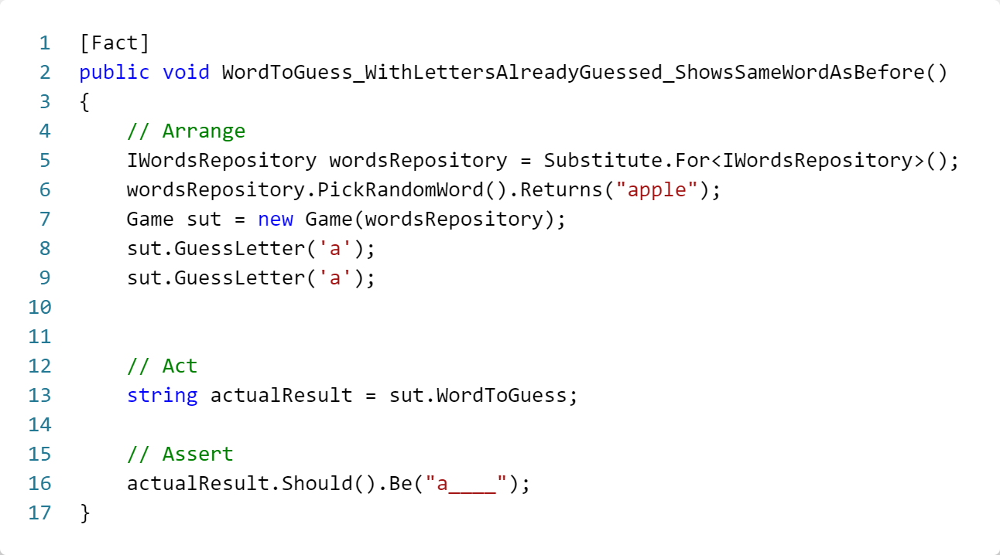 1 [Fact]
2 public void WordToGuess_WithLettersAlreadyGuessed_ShowsSameWordAsBefore()
3 {
4     // Arrange
5     IWordsRepository wordsRepository = Substitute.For<IWordsRepository>();
6     wordsRepository.PickRandomWord().Returns("apple");
7     Game sut = new Game(wordsRepository);
8     sut.GuessLetter('a');
9     sut.GuessLetter('a');
10
11
12     // Act
13     string actualResult = sut.WordToGuess;
14
15     // Assert
16     actualResult.Should().Be("a____");
17 }